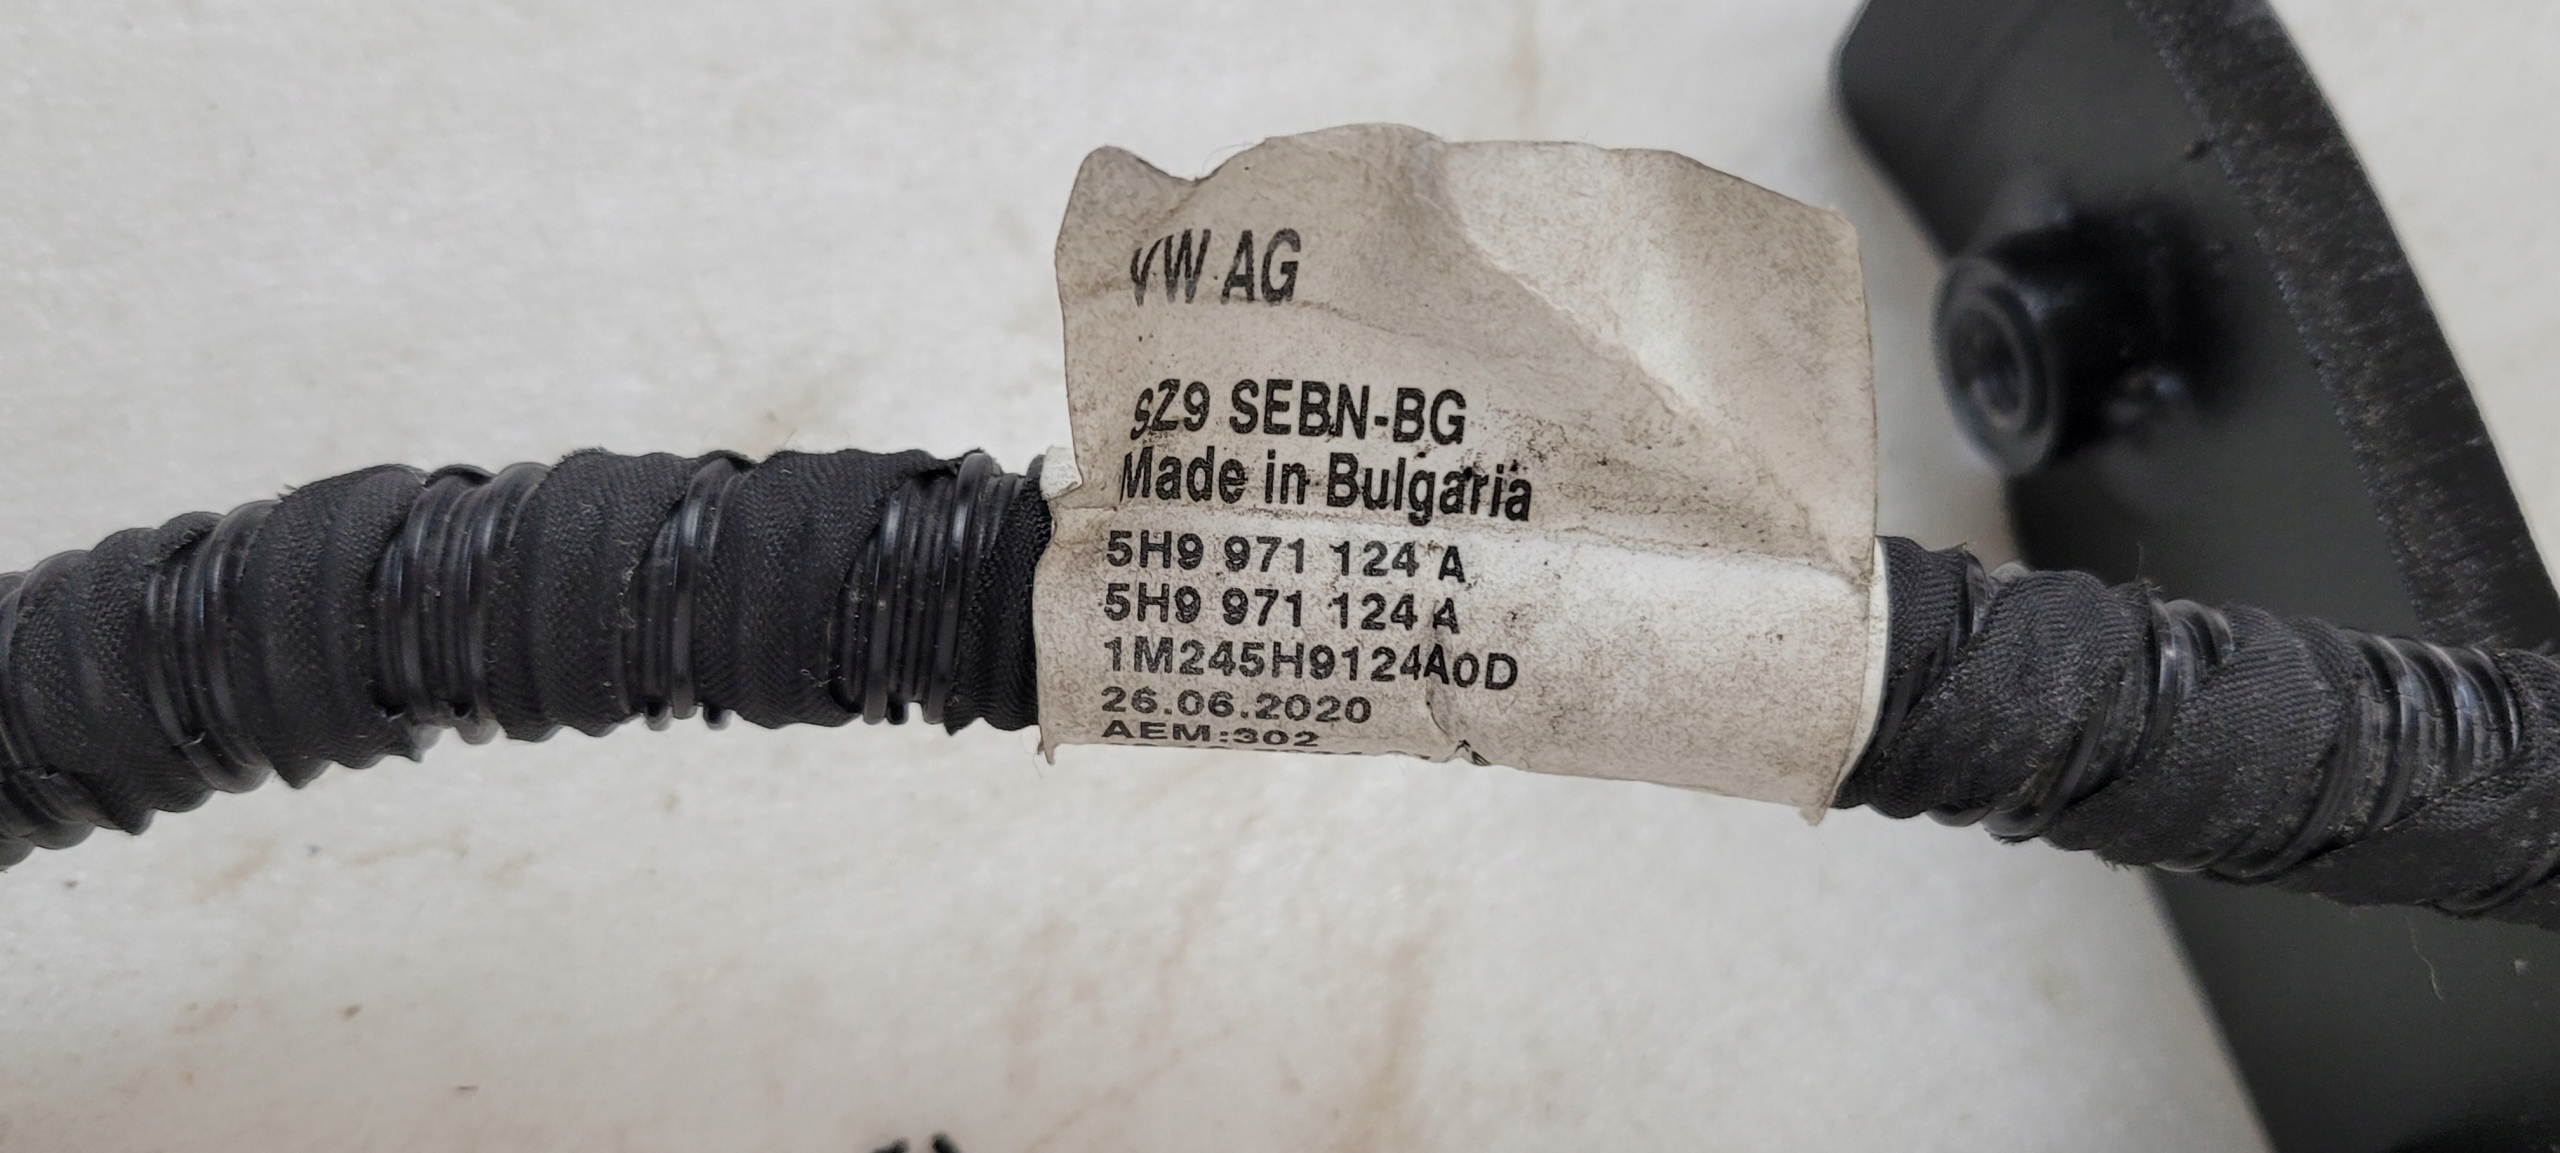 VW AG
SZ9 SEBN-BG
Made in Bulgaria
5H9 971 124 A
5H9 971 124 A
1M245H9124A0D
26.06.2020
AEM:302